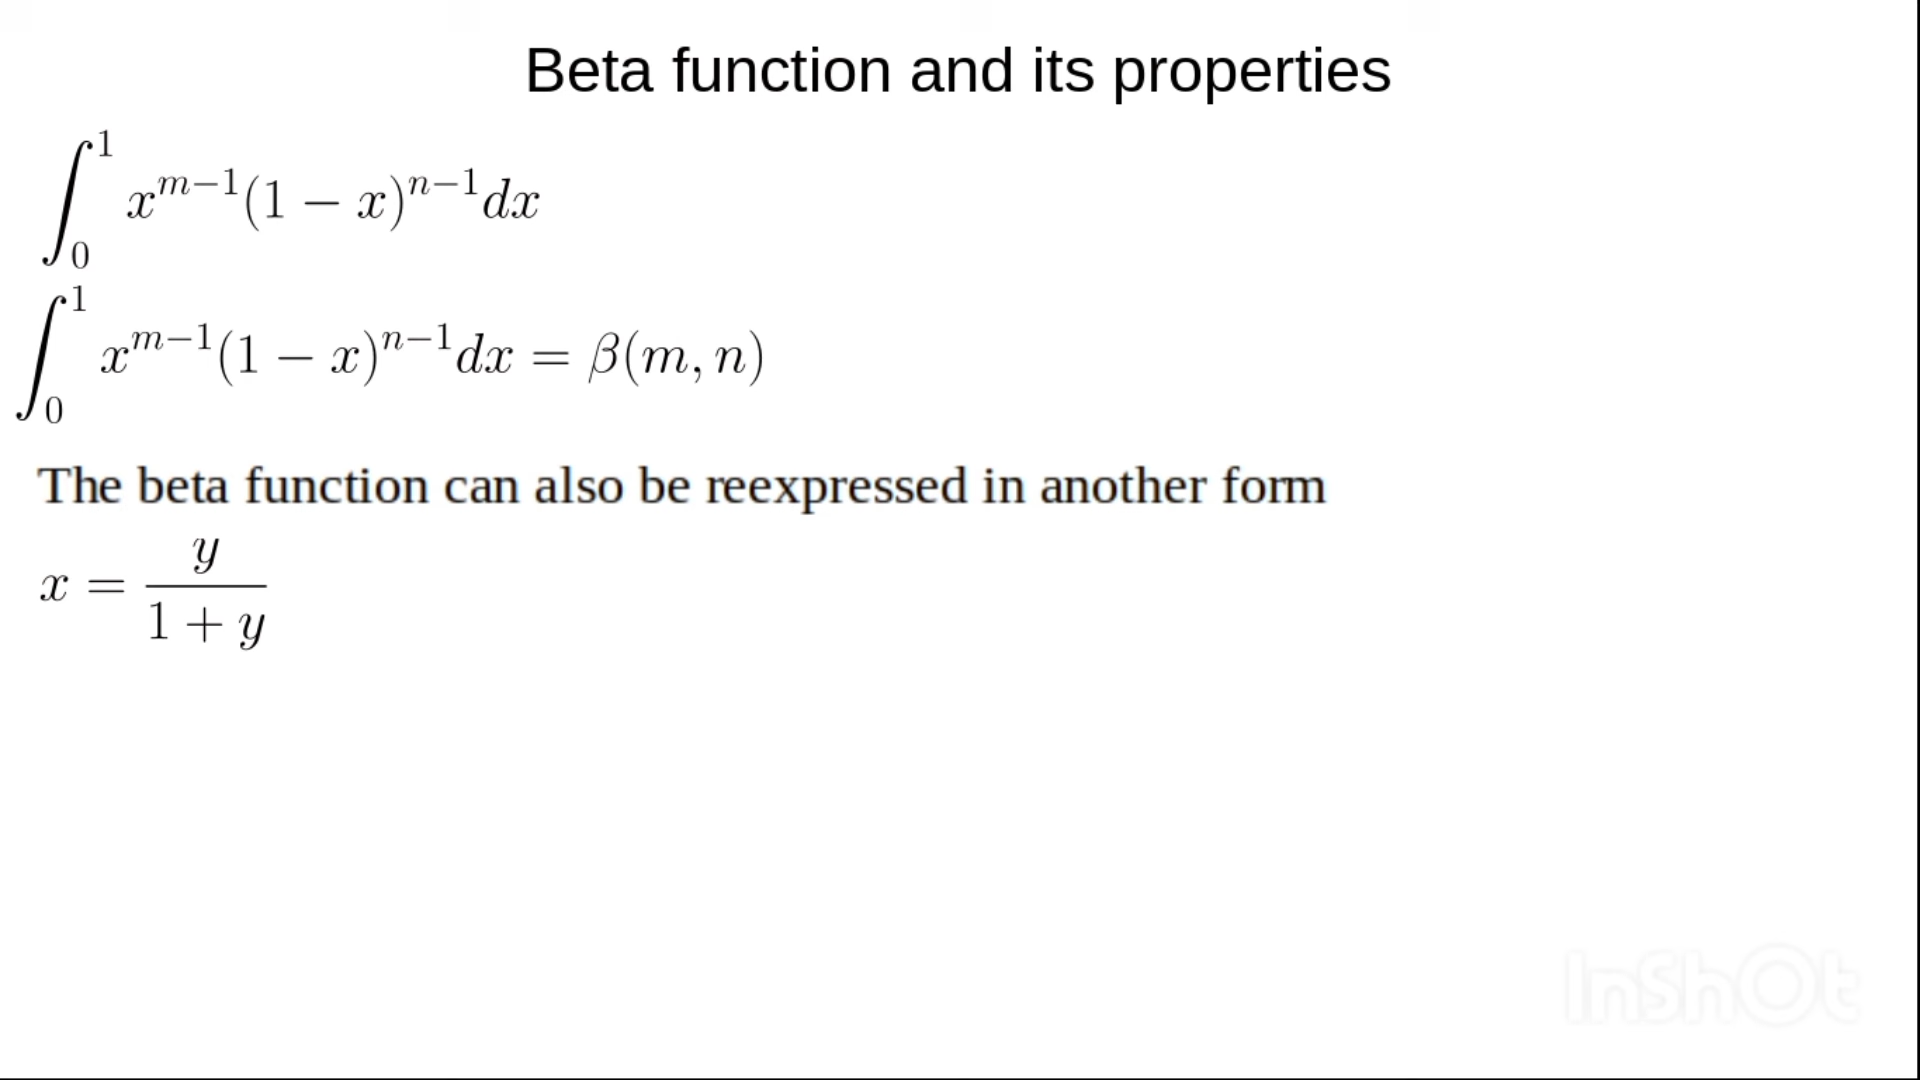 Beta function and its properties
∫₀¹ x^{m−1}(1 − x)^{n−1}dx
∫₀¹ x^{m−1}(1 − x)^{n−1}dx = β(m, n)
The beta function can also be reexpressed in another form
x = y/(1 + y)
InShOt